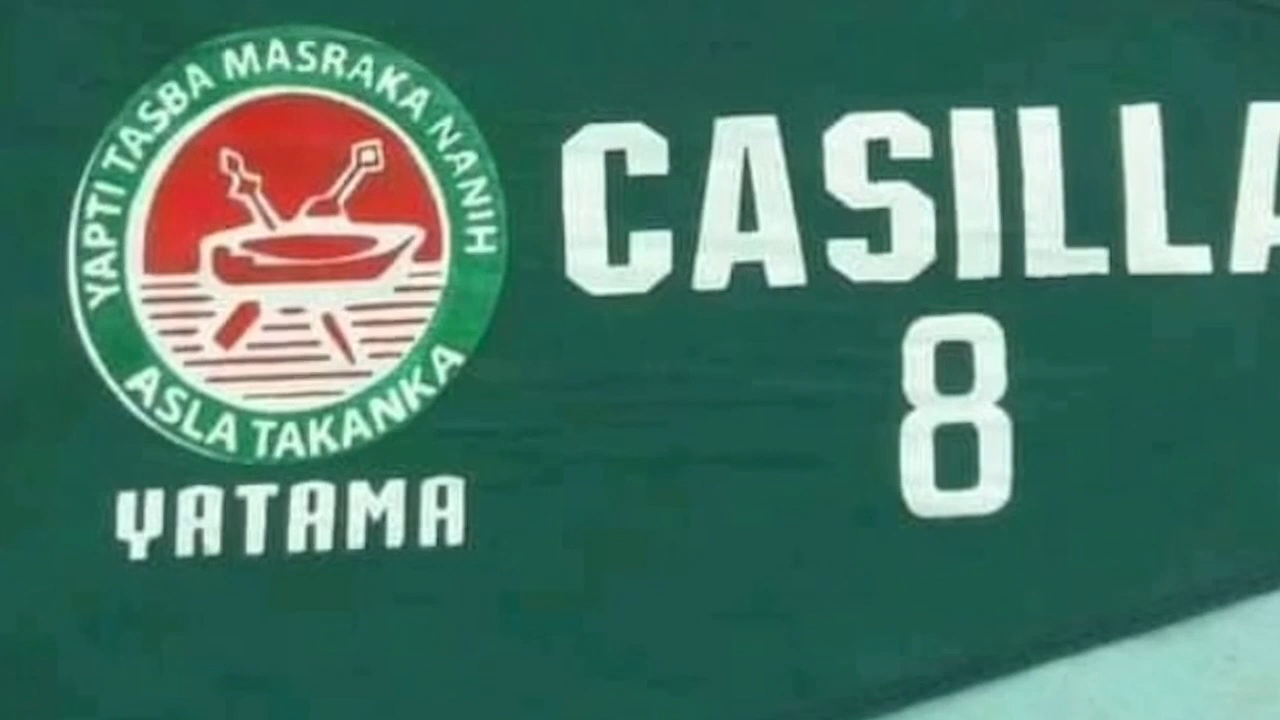 YAPTI TASBA MASRAKA NANIH
ASLA TAKANKA
YATAMA
CASILLA
8